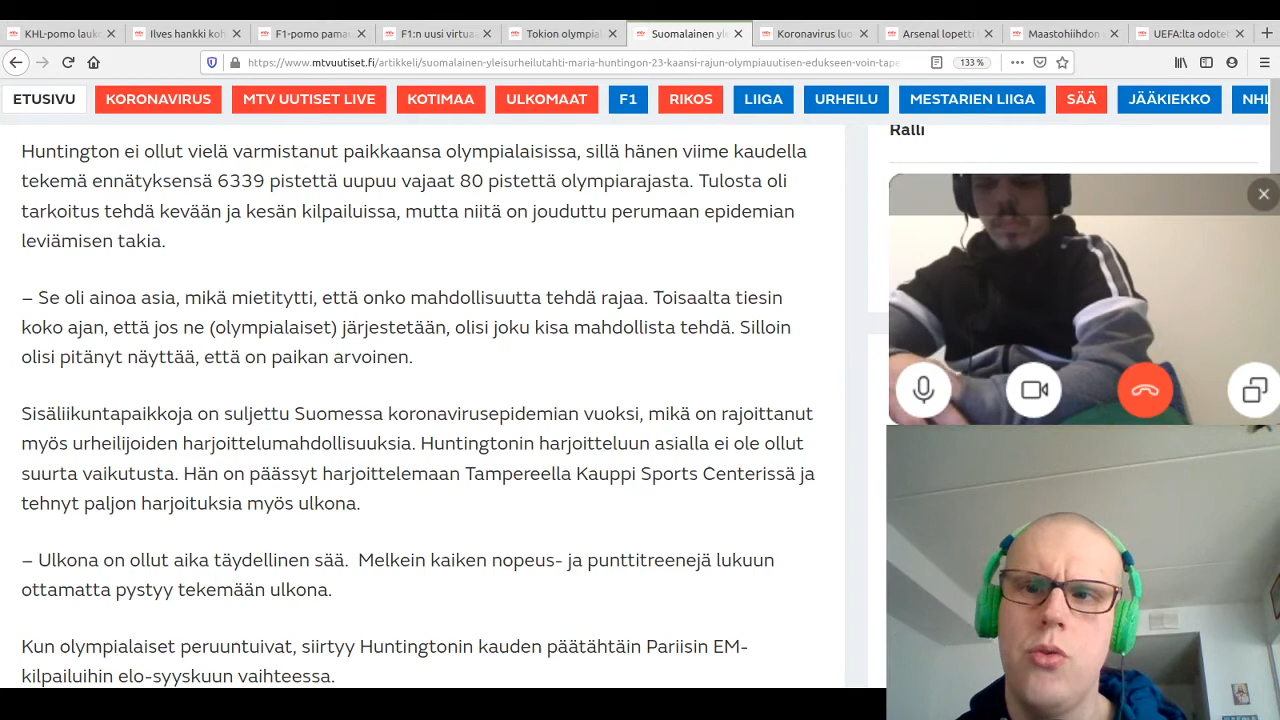 KHL-pomo lauko
Ilves hankki koh
F1-pomo pamau
F1:n uusi virtuaa
Tokion olympial
Suomalainen yle
Koronavirus luo
Arsenal lopetti l
Maastohiihdon
UEFA:lta odotet
https://www.mtvuutiset.fi/artikkeli/suomalainen-yleisurheilutahti-maria-huntingon-23-kaansi-rajun-olympiauutisen-edukseen-voin-tape
133 %
ETUSIVU
KORONAVIRUS
MTV UUTISET LIVE
KOTIMAA
ULKOMAAT
F1
RIKOS
LIIGA
URHEILU
MESTARIEN LIIGA
SÄÄ
JÄÄKIEKKO
NHL
Ralli
Huntington ei ollut vielä varmistanut paikkaansa olympialaisissa, sillä hänen viime kaudella
tekemä ennätyksensä 6339 pistettä uupuu vajaat 80 pistettä olympiarajasta. Tulosta oli
tarkoitus tehdä kevään ja kesän kilpailuissa, mutta niitä on jouduttu perumaan epidemian
leviämisen takia.
– Se oli ainoa asia, mikä mietitytti, että onko mahdollisuutta tehdä rajaa. Toisaalta tiesin
koko ajan, että jos ne (olympialaiset) järjestetään, olisi joku kisa mahdollista tehdä. Silloin
olisi pitänyt näyttää, että on paikan arvoinen.
Sisäliikuntapaikkoja on suljettu Suomessa koronavirusepidemian vuoksi, mikä on rajoittanut
myös urheilijoiden harjoittelumahdollisuuksia. Huntingtonin harjoitteluun asialla ei ole ollut
suurta vaikutusta. Hän on päässyt harjoittelemaan Tampereella Kauppi Sports Centerissä ja
tehnyt paljon harjoituksia myös ulkona.
– Ulkona on ollut aika täydellinen sää. Melkein kaiken nopeus- ja punttitreenejä lukuun
ottamatta pystyy tekemään ulkona.
Kun olympialaiset peruuntuivat, siirtyy Huntingtonin kauden päätähtäin Pariisin EM-
kilpailuihin elo-syyskuun vaihteessa.